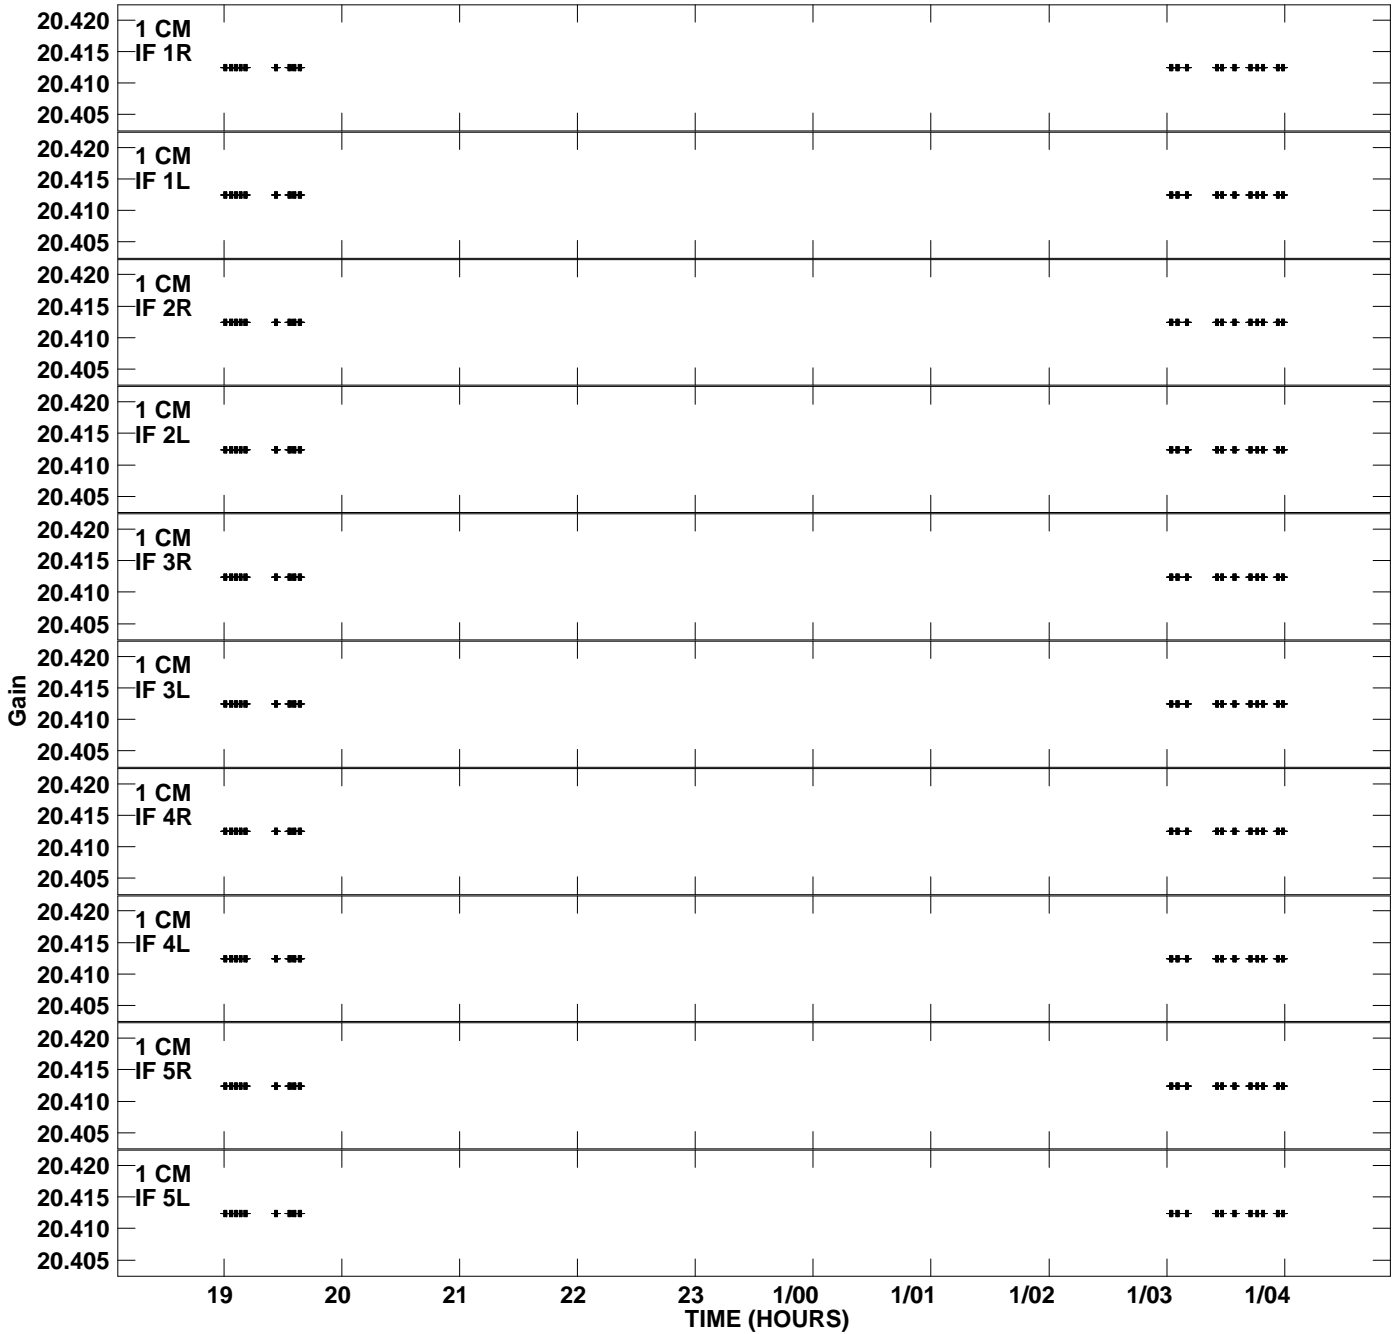 20.420
1 CM
20.415
IF 1R
20.410
20.405
20.420
1 CM
20.415
IF 1L
20.410
20.405
20.420
1 CM
20.415
IF 2R
20.410
20.405
20.420
1 CM
20.415
IF 2L
20.410
20.405
20.420
1 CM
20.415
IF 3R
20.410
20.405
20.420
1 CM
20.415
IF 3L
20.410
20.405
Gain
20.420
1 CM
20.415
IF 4R
20.410
20.405
20.420
1 CM
20.415
IF 4L
20.410
20.405
20.420
1 CM
20.415
IF 5R
20.410
20.405
20.420
1 CM
20.415
IF 5L
20.410
20.405
19 20 21 22 23 1/00 1/01 1/02 1/03 1/04
TIME (HOURS)